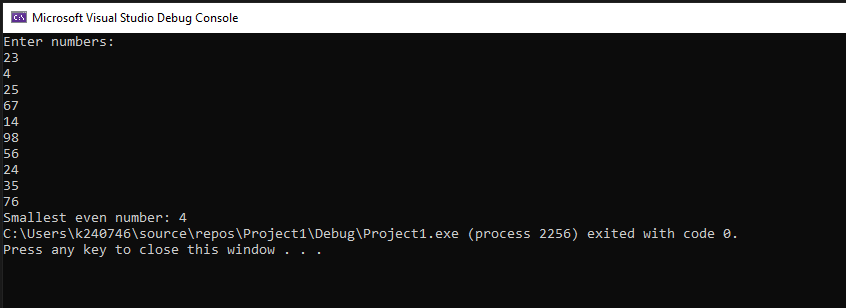 Microsoft Visual Studio Debug Console
Enter numbers:
23
4
25
67
14
98
56
24
35
76
Smallest even number: 4
C:\Users\k240746\source\repos\Project1\Debug\Project1.exe (process 2256) exited with code 0.
Press any key to close this window . . .